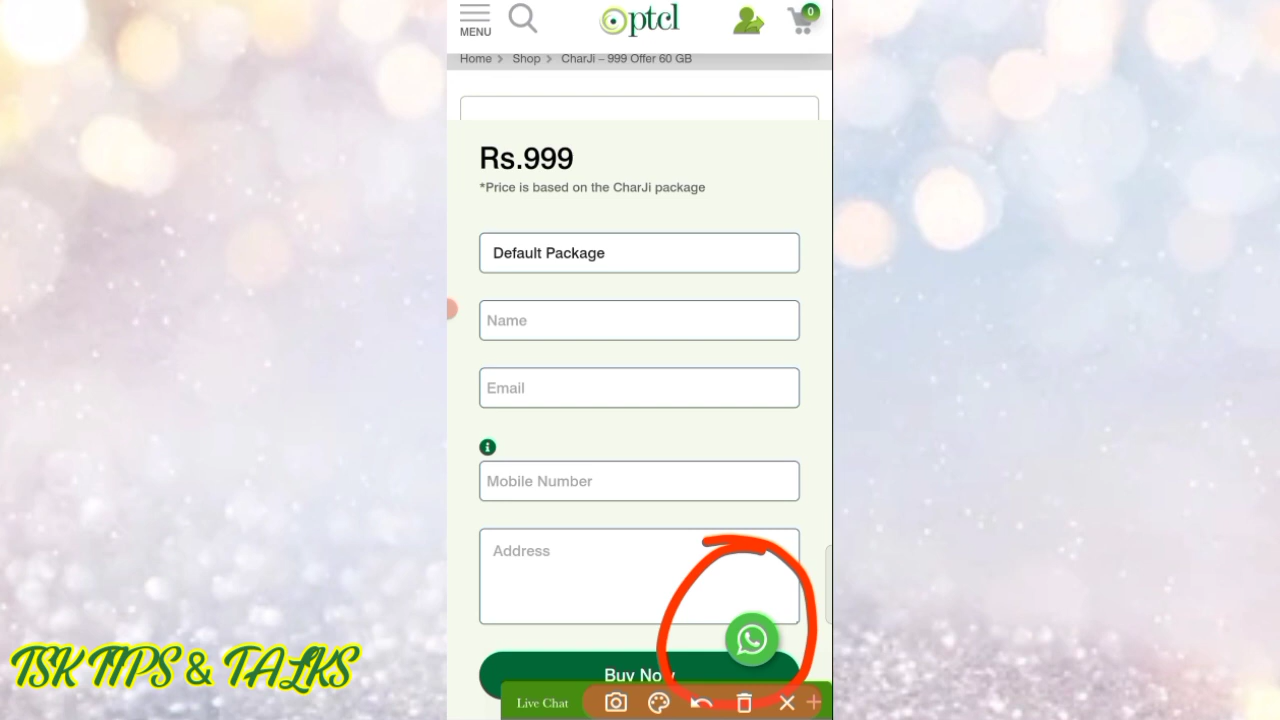 MENU
ptcl
0
Home > Shop > CharJi – 999 Offer 60 GB
Rs.999
*Price is based on the CharJi package
Default Package
Name
Email
i
Mobile Number
Address
Buy Now
Live Chat
TSK TIPS & TALKS